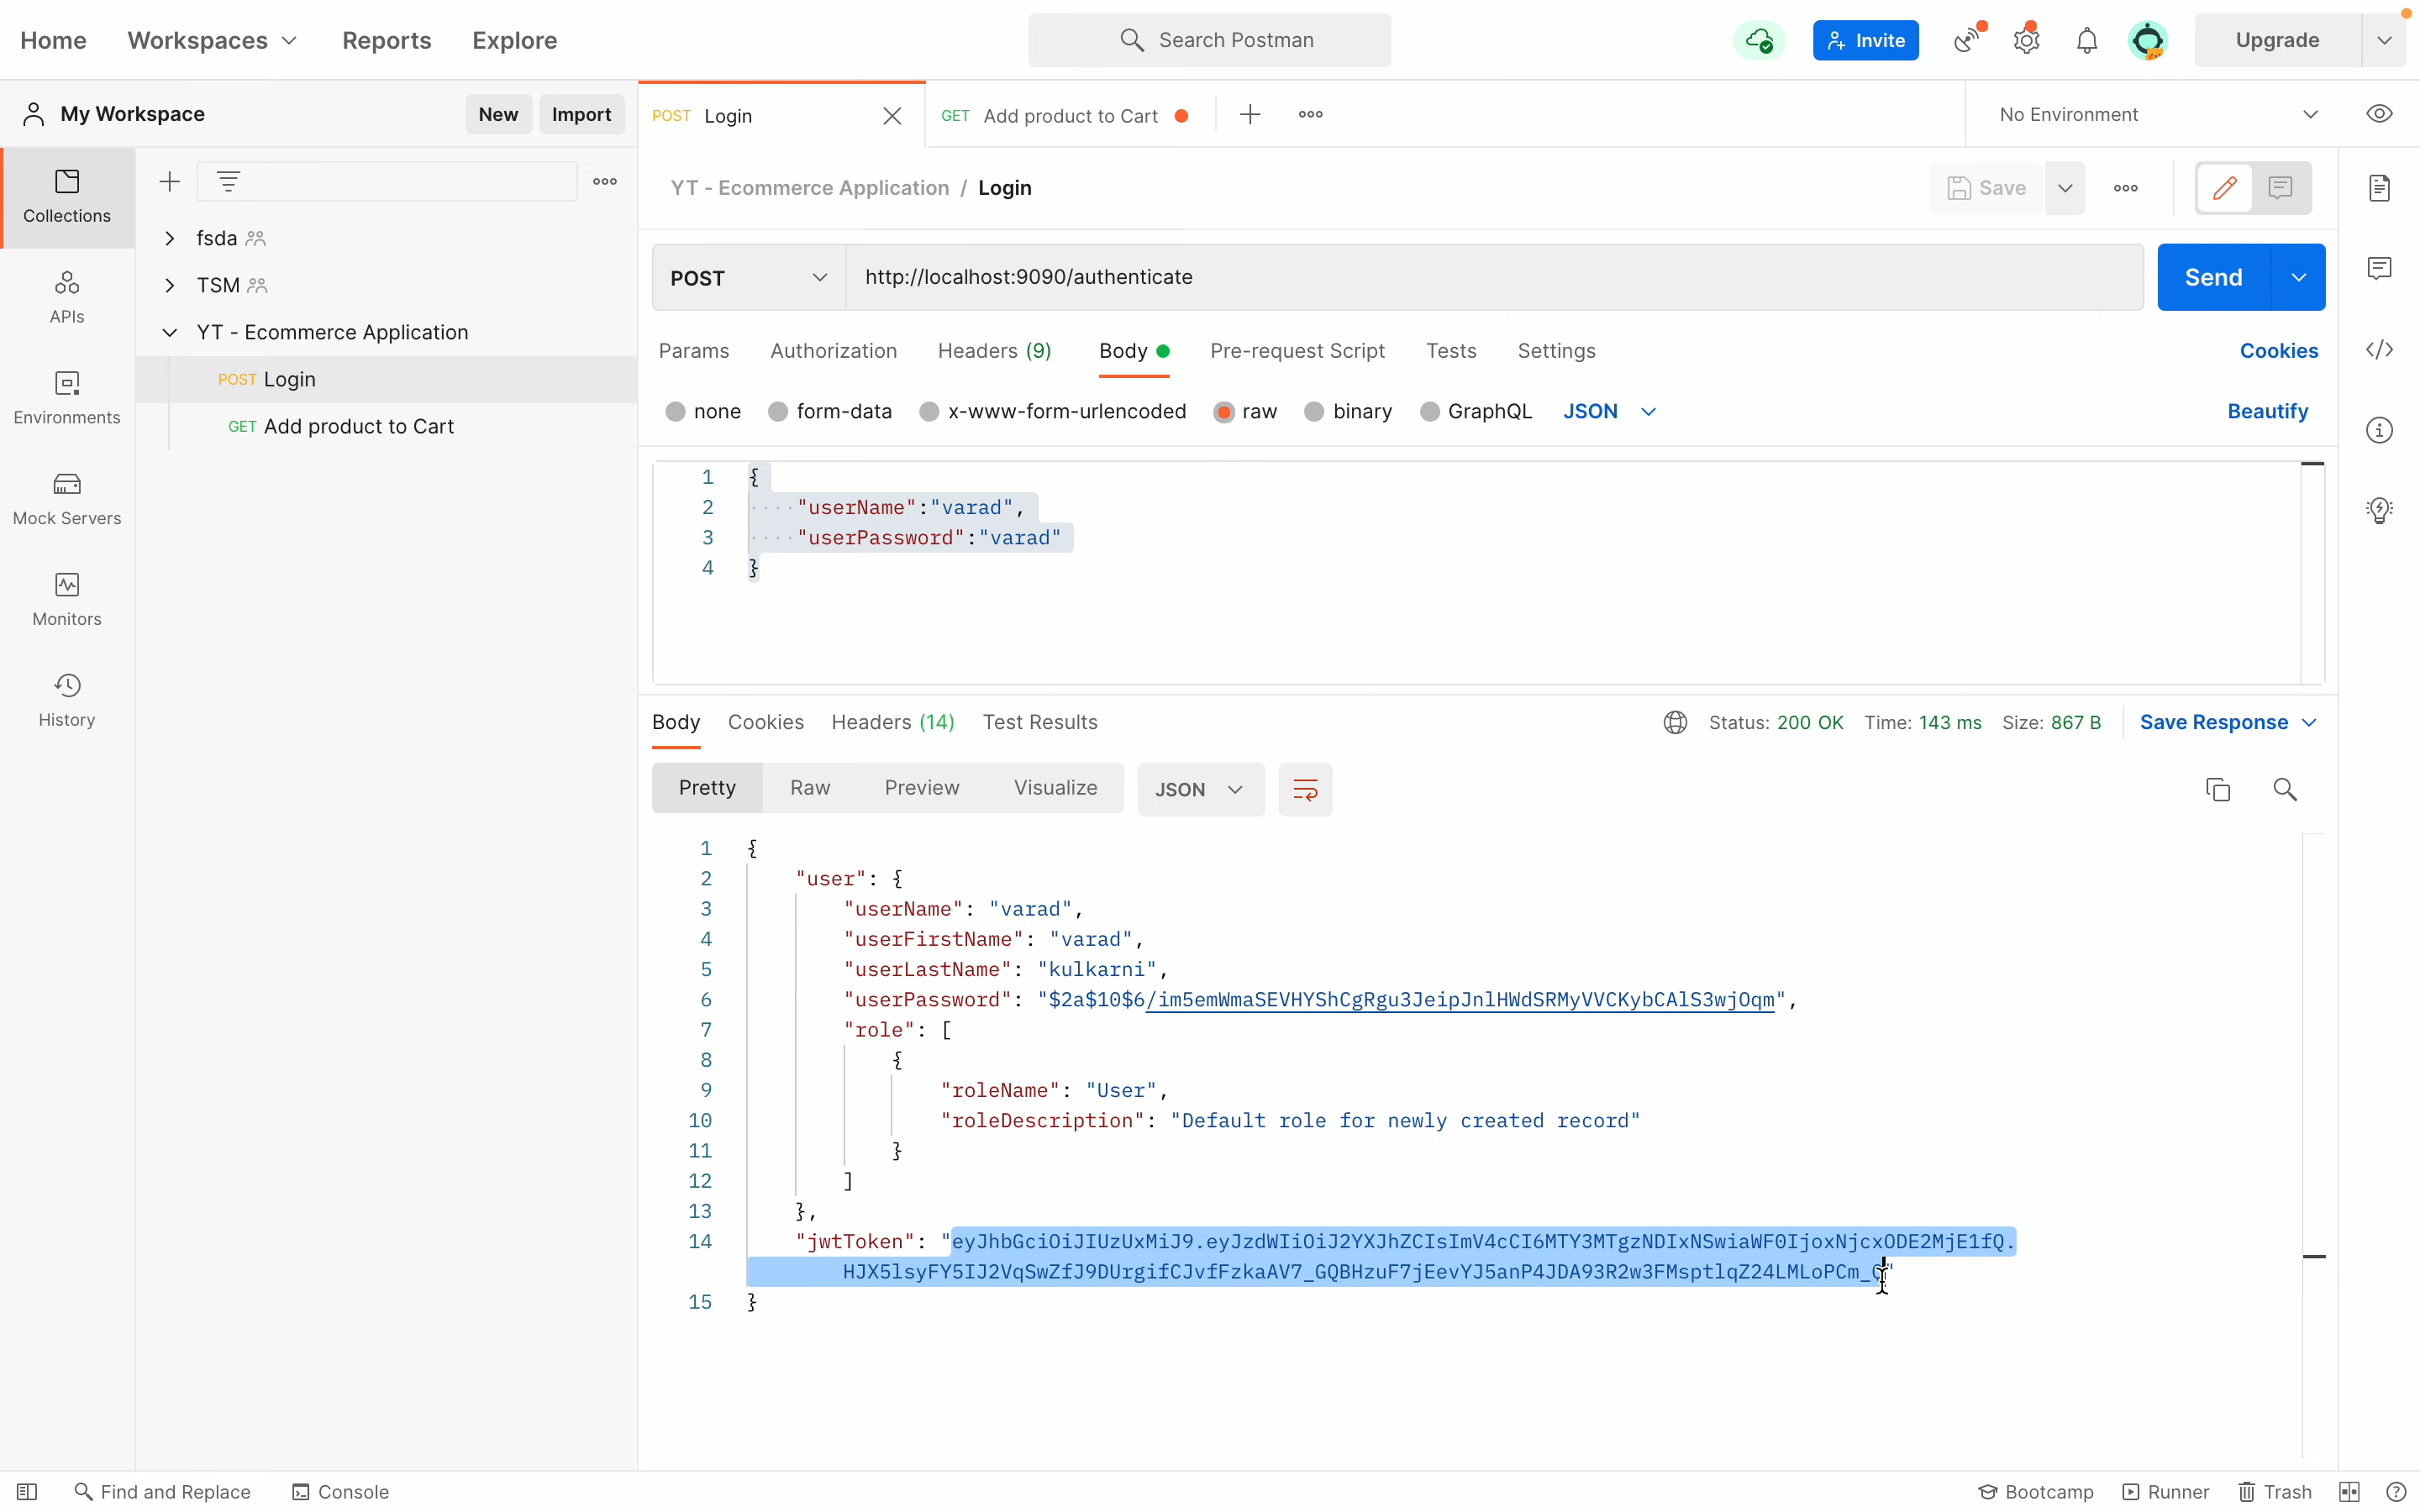 Home Workspaces Reports Explore Search Postman Invite Upgrade
My Workspace New Import POST Login GET Add product to Cart No Environment
Collections
APIs
Environments
Mock Servers
Monitors
History
fsda
TSM
YT - Ecommerce Application
POST Login
GET Add product to Cart
YT - Ecommerce Application / Login Save
POST http://localhost:9090/authenticate Send
Params Authorization Headers (9) Body Pre-request Script Tests Settings Cookies
none form-data x-www-form-urlencoded raw binary GraphQL JSON Beautify
1 {
2 "userName":"varad",
3 "userPassword":"varad"
4 }
Body Cookies Headers (14) Test Results Status: 200 OK Time: 143 ms Size: 867 B Save Response
Pretty Raw Preview Visualize JSON
1 {
2 "user": {
3 "userName": "varad",
4 "userFirstName": "varad",
5 "userLastName": "kulkarni",
6 "userPassword": "$2a$10$6/im5emWmaSEVHYShCgRgu3JeipJnlHWdSRMyVVCKybCAlS3wjOqm",
7 "role": [
8 {
9 "roleName": "User",
10 "roleDescription": "Default role for newly created record"
11 }
12 ]
13 },
14 "jwtToken": "eyJhbGciOiJIUzUxMiJ9.eyJzdWIiOiJ2YXJhZCIsImV4cCI6MTY3MTgzNDIxNSwiaWF0IjoxNjcxODE2MjE1fQ.
HJX5lsyFY5IJ2VqSwZfJ9DUrgifCJvfFzkaAV7_GQBHzuF7jEevYJ5anP4JDA93R2w3FMsptlqZ24LMLoPCm_Q"
15 }
Find and Replace Console Bootcamp Runner Trash